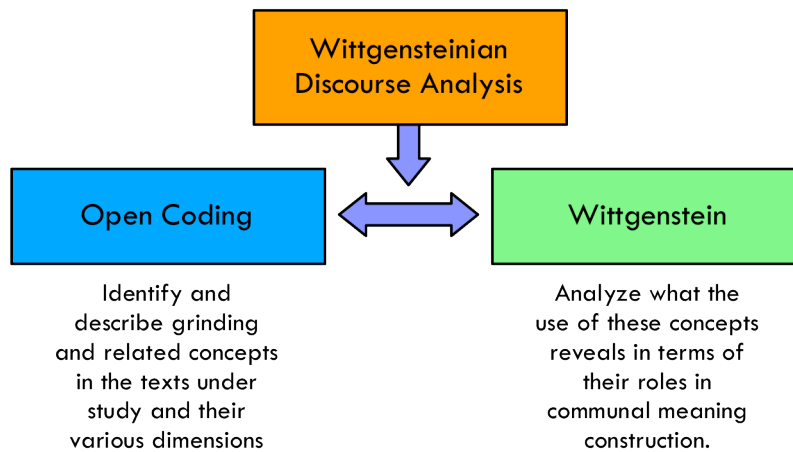 Wittgensteinian
Discourse Analysis
Open Coding
Wittgenstein
Identify and
describe grinding
and related concepts
in the texts under
study and their
various dimensions
Analyze what the
use of these concepts
reveals in terms of
their roles in
communal meaning
construction.